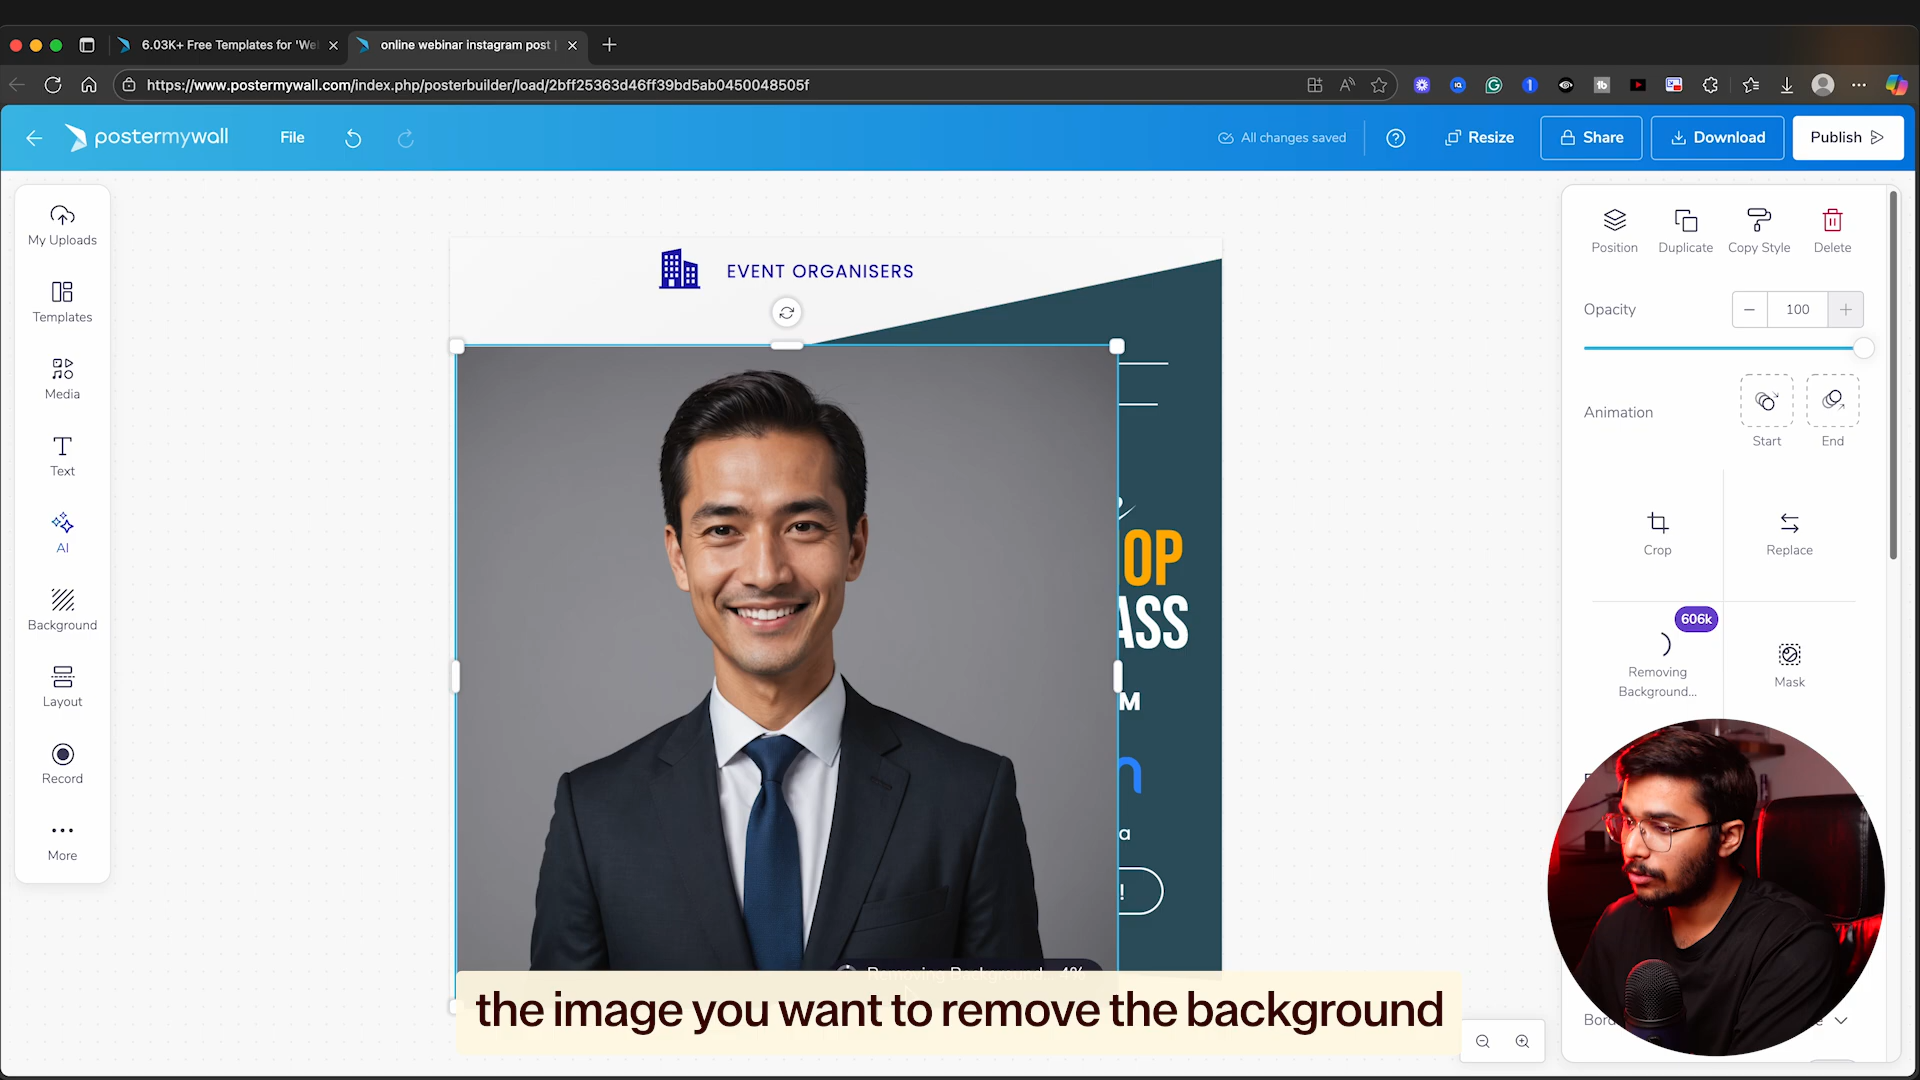 6.03K+ Free Templates for 'We
online webinar instagram post
https://www.postermywall.com/index.php/posterbuilder/load/2bff25363d46ff39bd5ab0450048505f
postermywall
File
All changes saved
Resize
Share
Download
Publish
My Uploads
Templates
Media
Text
AI
Background
Layout
Record
More
EVENT ORGANISERS
OP
ASS
M
a
!
Removing Background 4%
the image you want to remove the background
Position
Duplicate
Copy Style
Delete
Opacity
100
Animation
Start
End
Crop
Replace
606k
Removing
Background...
Mask